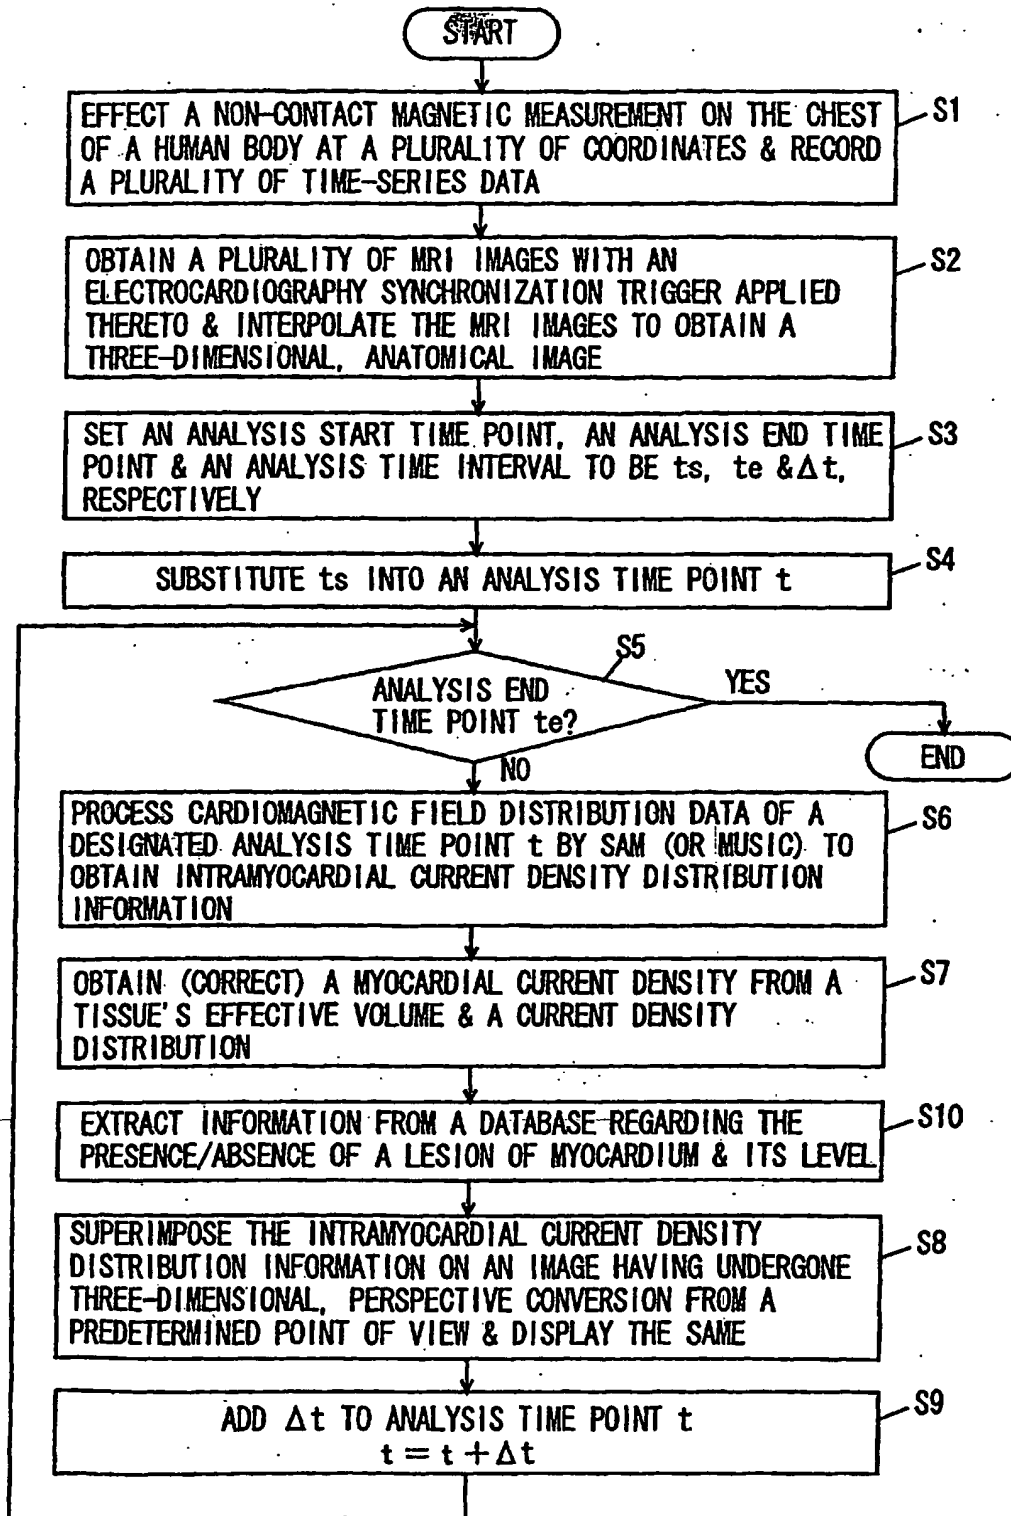 START
EFFECT A NON-CONTACT MAGNETIC MEASUREMENT ON THE CHEST
OF A HUMAN BODY AT A PLURALITY OF COORDINATES & RECORD
A PLURALITY OF TIME-SERIES DATA
S1
OBTAIN A PLURALITY OF MRI IMAGES WITH AN
ELECTROCARDIOGRAPHY SYNCHRONIZATION TRIGGER APPLIED
THERETO & INTERPOLATE THE MRI IMAGES TO OBTAIN A
THREE-DIMENSIONAL, ANATOMICAL IMAGE
S2
SET AN ANALYSIS START TIME POINT, AN ANALYSIS END TIME
POINT & AN ANALYSIS TIME INTERVAL TO BE ts, te &Δt,
RESPECTIVELY
S3
SUBSTITUTE ts INTO AN ANALYSIS TIME POINT t
S4
S5
ANALYSIS END
TIME POINT te?
YES
END
NO
PROCESS CARDIOMAGNETIC FIELD DISTRIBUTION DATA OF A
DESIGNATED ANALYSIS TIME POINT t BY SAM (OR MUSIC) TO
OBTAIN INTRAMYOCARDIAL CURRENT DENSITY DISTRIBUTION
INFORMATION
S6
OBTAIN (CORRECT) A MYOCARDIAL CURRENT DENSITY FROM A
TISSUE'S EFFECTIVE VOLUME & A CURRENT DENSITY
DISTRIBUTION
S7
EXTRACT INFORMATION FROM A DATABASE REGARDING THE
PRESENCE/ABSENCE OF A LESION OF MYOCARDIUM & ITS LEVEL
S10
SUPERIMPOSE THE INTRAMYOCARDIAL CURRENT DENSITY
DISTRIBUTION INFORMATION ON AN IMAGE HAVING UNDERGONE
THREE-DIMENSIONAL, PERSPECTIVE CONVERSION FROM A
PREDETERMINED POINT OF VIEW & DISPLAY THE SAME
S8
ADD Δt TO ANALYSIS TIME POINT t
t = t + Δt
S9